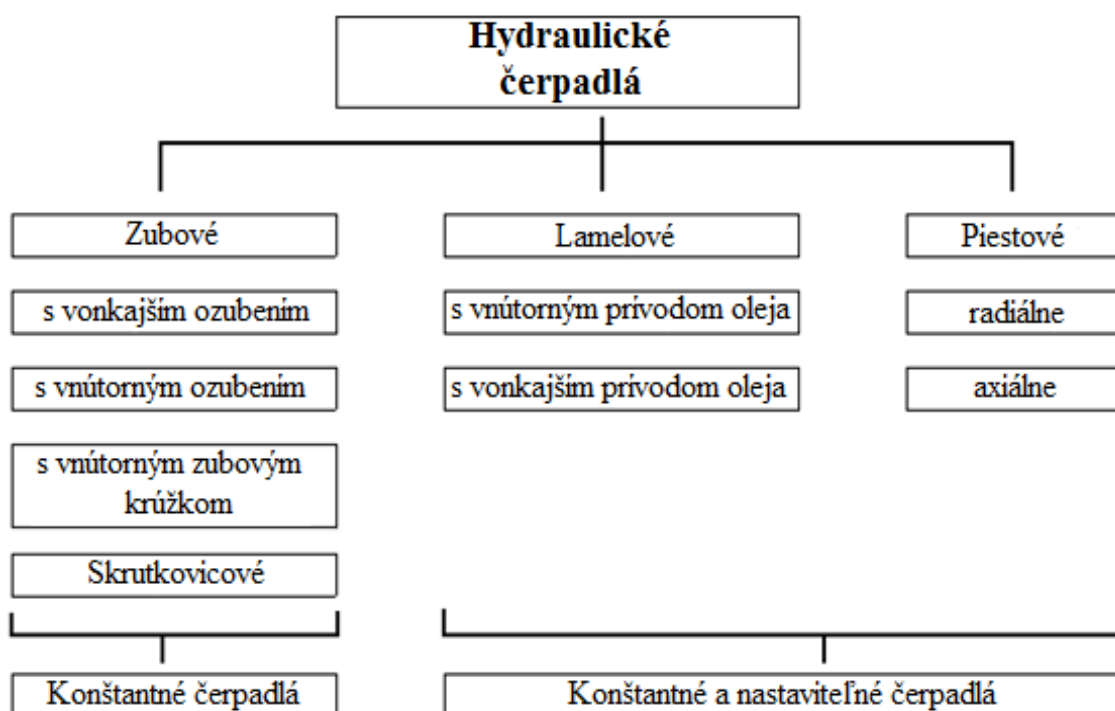 Hydraulické
čerpadlá
Zubové
s vonkajším ozubením
s vnútorným ozubením
s vnútorným zubovým
krúžkom
Skrutkovicové
Konštantné čerpadlá
Lamelové
s vnútorným prívodom oleja
s vonkajším prívodom oleja
Piestové
radiálne
axiálne
Konštantné a nastaviteľné čerpadlá